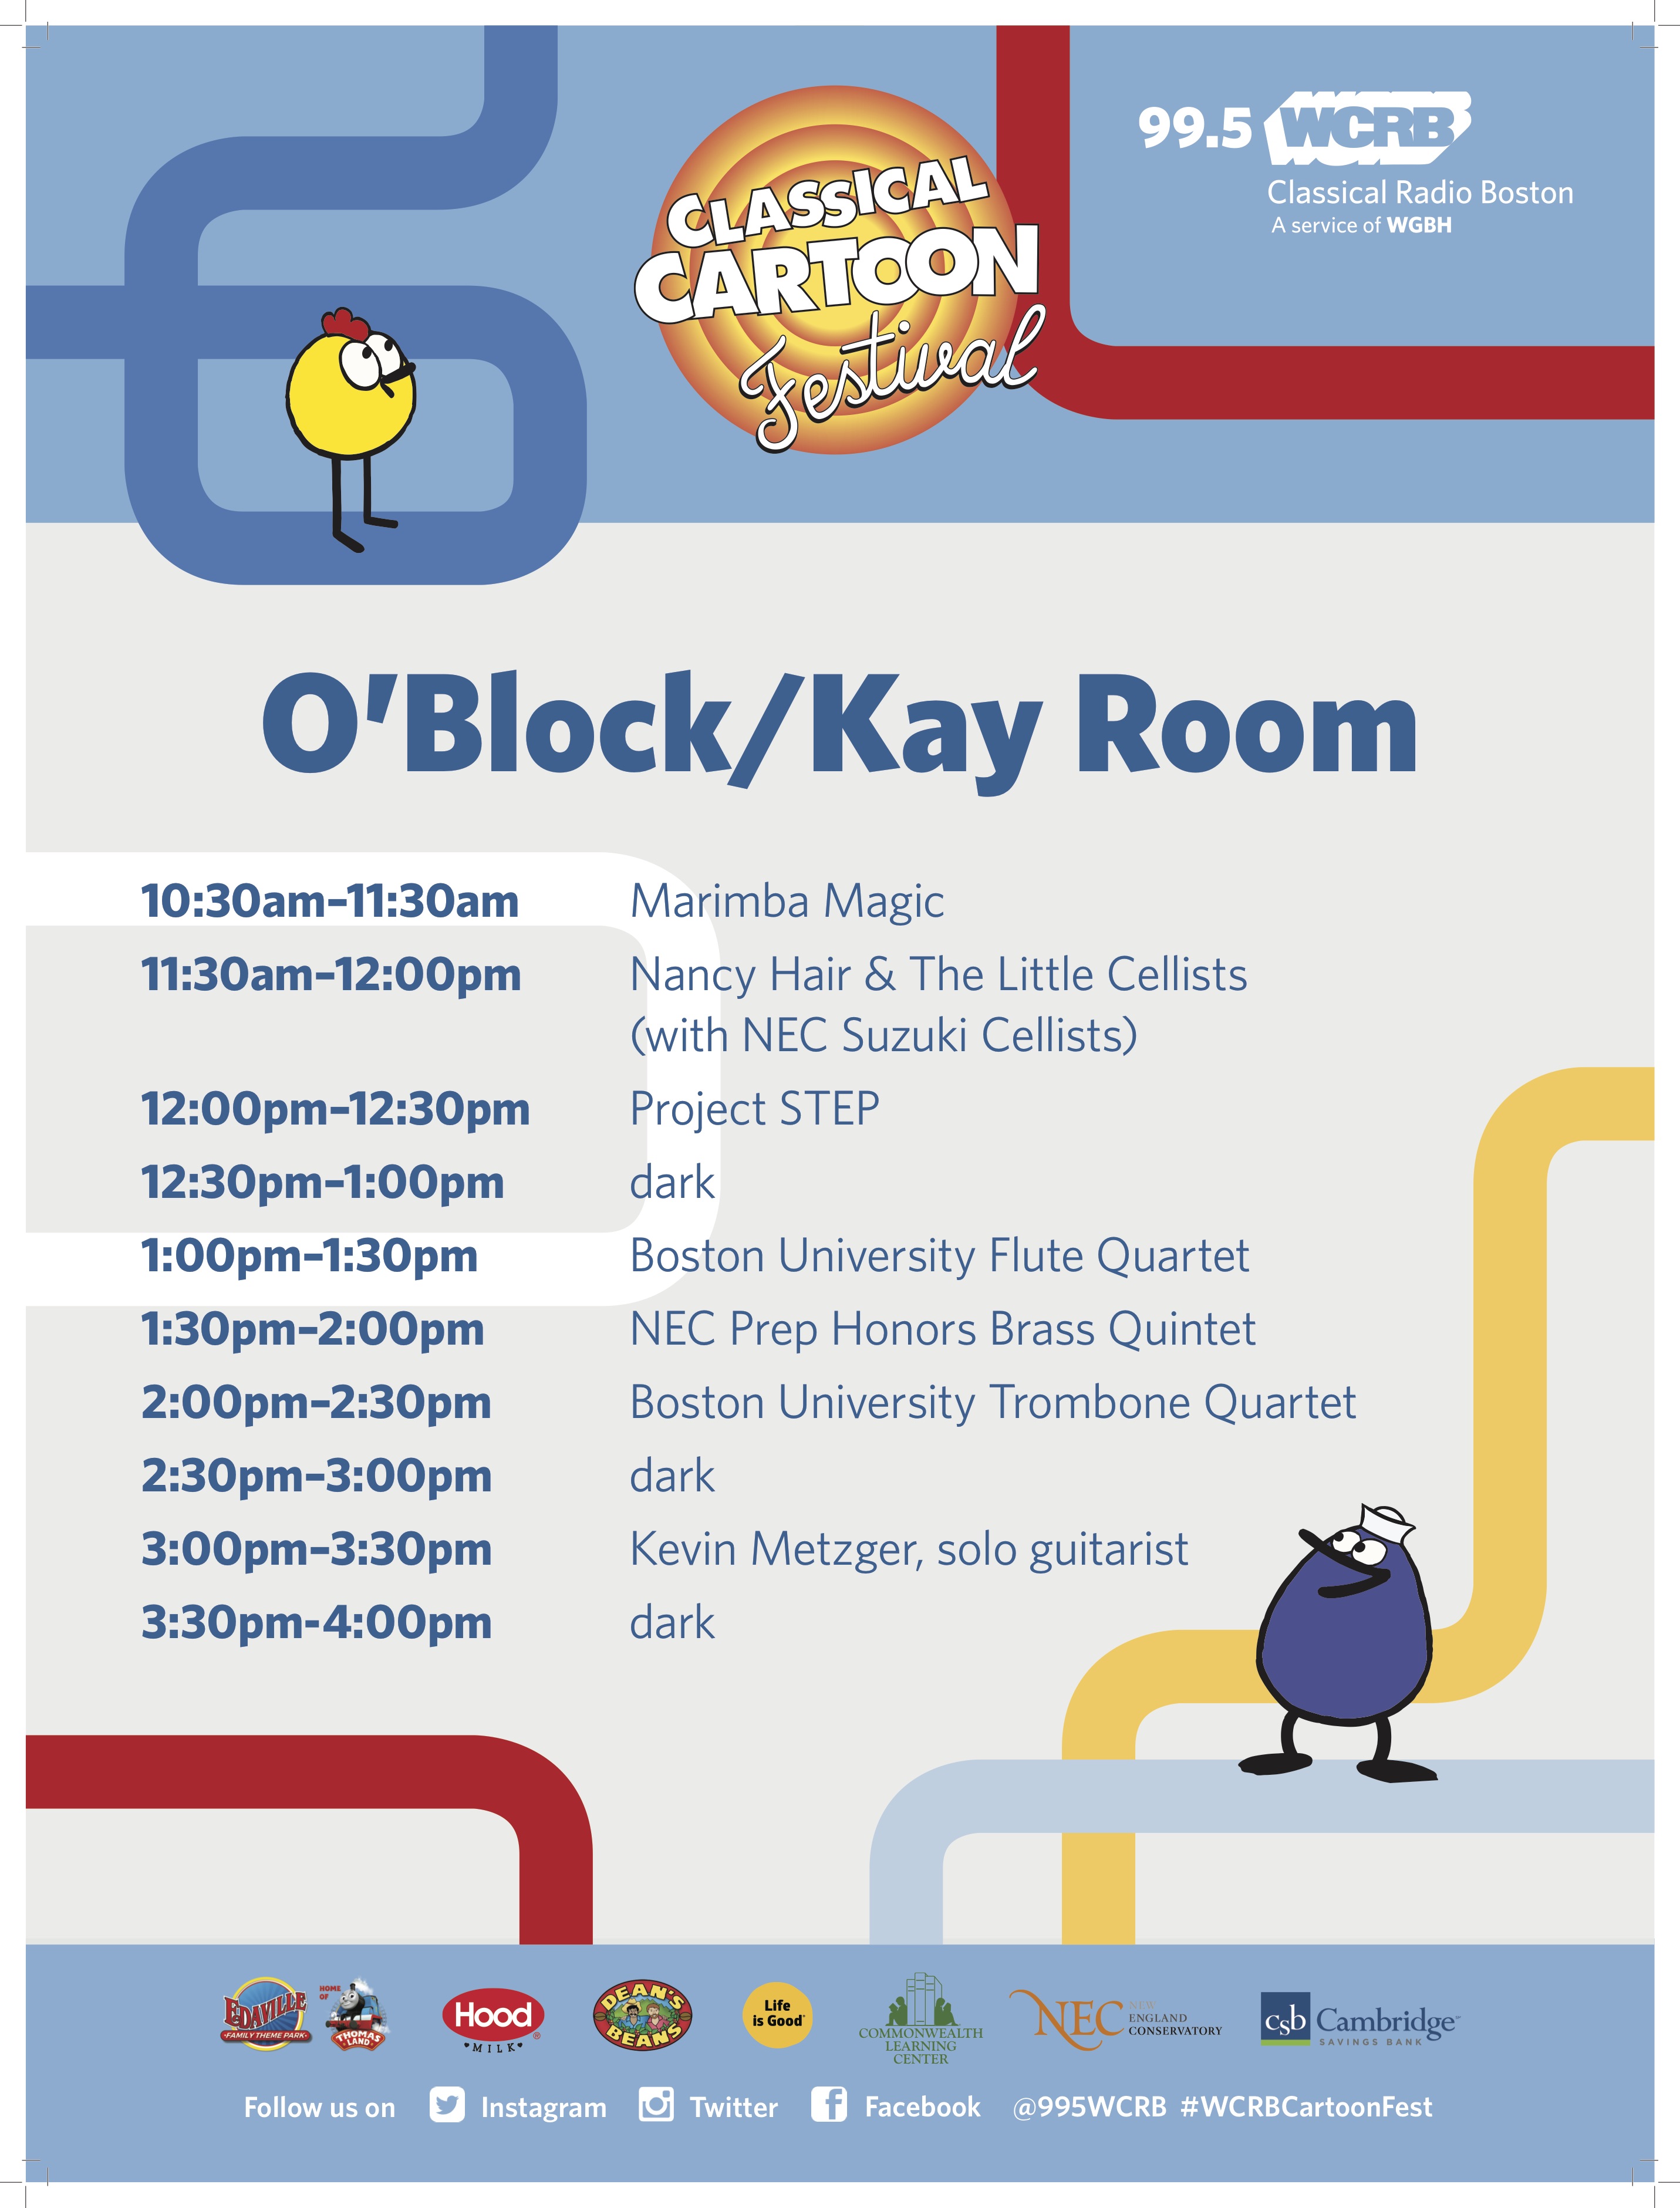 99.5 WCRB
Classical Radio Boston
A service of WGBH
CLASSICAL
CARTOON
Festival
O'Block/Kay Room
10:30am–11:30am Marimba Magic
11:30am–12:00pm Nancy Hair & The Little Cellists
(with NEC Suzuki Cellists)
12:00pm–12:30pm Project STEP
12:30pm–1:00pm dark
1:00pm–1:30pm Boston University Flute Quartet
1:30pm–2:00pm NEC Prep Honors Brass Quintet
2:00pm–2:30pm Boston University Trombone Quartet
2:30pm–3:00pm dark
3:00pm–3:30pm Kevin Metzger, solo guitarist
3:30pm-4:00pm dark
EDAVILLE
FAMILY THEME PARK
HOME
OF
THOMAS
LAND
Hood®
MILK
DEAN'S
BEANS
Life
is Good®
COMMONWEALTH
LEARNING
CENTER
NEC NEW
ENGLAND
CONSERVATORY
csb Cambridge
SAVINGS BANK
Follow us on Instagram Twitter Facebook @995WCRB #WCRBCartoonFest